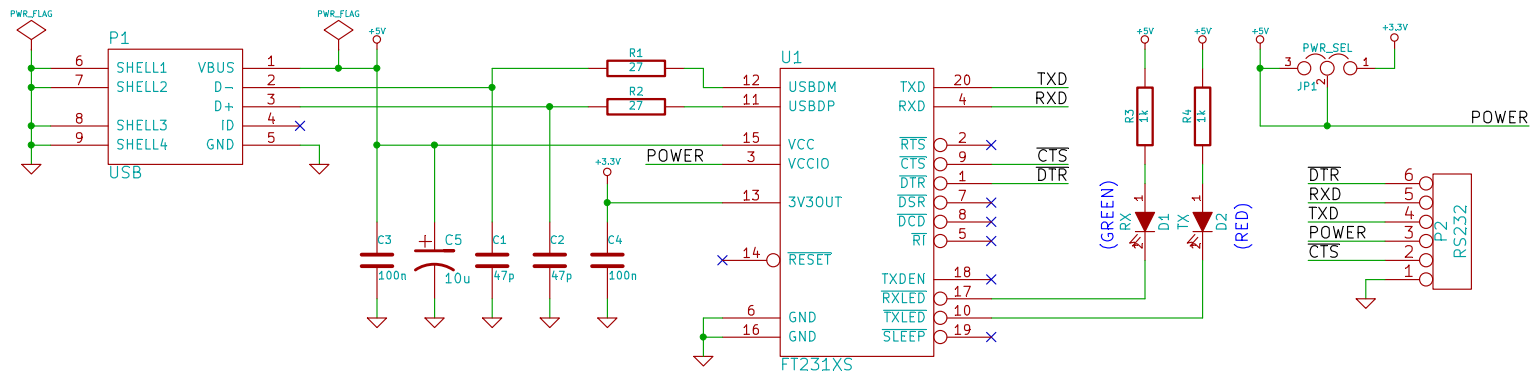 PWR_FLAG
PWR_FLAG
P1
+5V
6 SHELL1 VBUS 1
7 SHELL2 D- 2
D+ 3
8 SHELL3 ID 4
9 SHELL4 GND 5
USB
R1
27
R2
27
POWER
+3.3V
C3
100n
C5
10u
C1
47p
C2
47p
C4
100n
U1
12 USBDM TXD 20 TXD
11 USBDP RXD 4 RXD
15 VCC RTS 2
3 VCCIO CTS 9 CTS
DTR 1 DTR
13 3V3OUT DSR 7
DCD 8
RI 5
14 RESET
TXDEN 18
RXLED 17
6 GND TXLED 10
16 GND SLEEP 19
FT231XS
+5V
R3
1k
1
RX
D1
2
(GREEN)
+5V
R4
1k
1
TX
D2
2
(RED)
+5V
PWR_SEL
+3.3V
3
2
1
JP1
POWER
DTR 6
RXD 5
TXD 4
POWER 3
CTS 2
1
P2
RS232